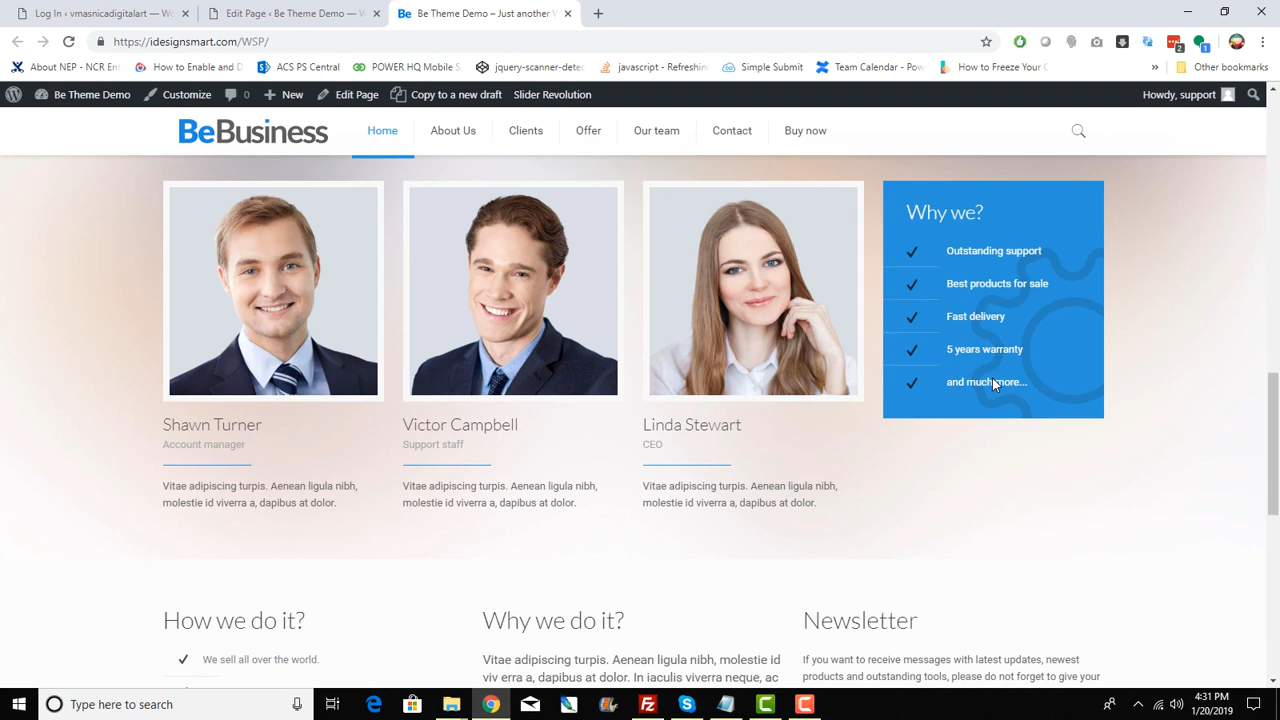 Log In ‹ vmasnicadigitalart — Wo
Edit Page ‹ Be Theme Demo — W
Be Theme Demo – Just another V
https://idesignsmart.com/WSP/
About NEP - NCR Ent
How to Enable and D
ACS PS Central
POWER HQ Mobile S
jquery-scanner-detec
javascript - Refreshing
Simple Submit
Team Calendar - Pow
How to Freeze Your C
»
Other bookmarks
Be Theme Demo
Customize
0
New
Edit Page
Copy to a new draft
Slider Revolution
Howdy, support
BeBusiness
Home
About Us
Clients
Offer
Our team
Contact
Buy now
Why we?
Outstanding support
Best products for sale
Fast delivery
5 years warranty
and much more...
Shawn Turner
Account manager
Vitae adipiscing turpis. Aenean ligula nibh,
molestie id viverra a, dapibus at dolor.
Victor Campbell
Support staff
Vitae adipiscing turpis. Aenean ligula nibh,
molestie id viverra a, dapibus at dolor.
Linda Stewart
CEO
Vitae adipiscing turpis. Aenean ligula nibh,
molestie id viverra a, dapibus at dolor.
How we do it?
We sell all over the world.
Why we do it?
Vitae adipiscing turpis. Aenean ligula nibh, molestie id
viv erra a, dapibus at dolor. In iaculis viverra neque, ac
Newsletter
If you want to receive messages with latest updates, newest
products and outstanding tools, please do not forget to give your
Type here to search
4:31 PM
1/20/2019